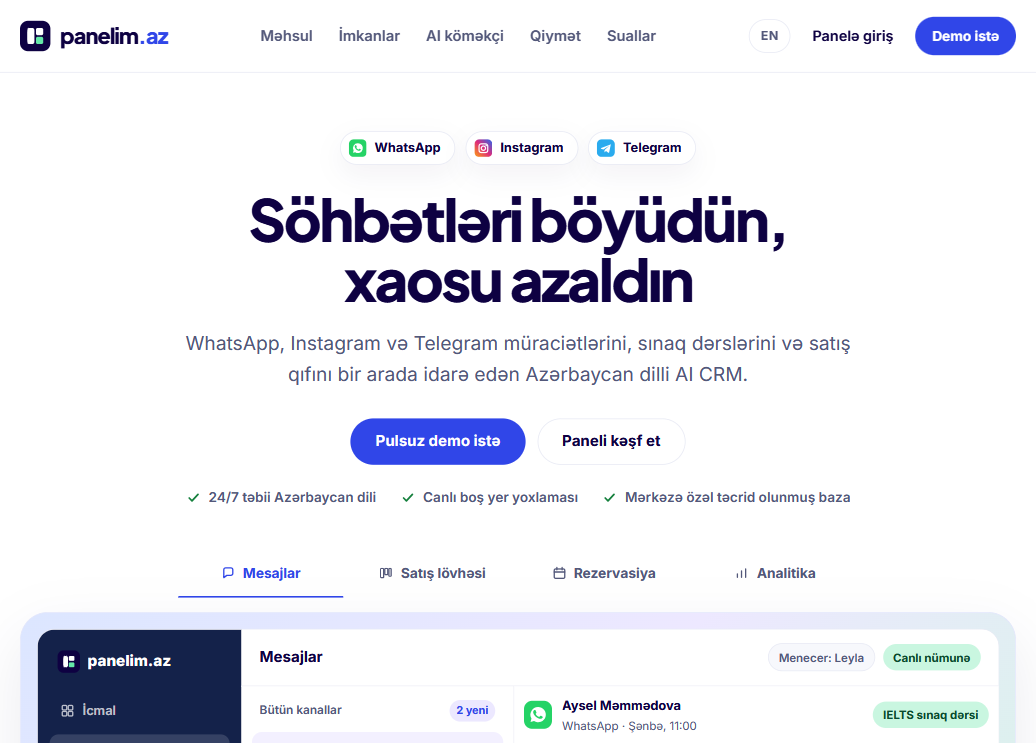 panelim.az
Məhsul İmkanlar AI köməkçi Qiymət Suallar EN Panelə giriş Demo istə
WhatsApp Instagram Telegram
Söhbətləri böyüdün,
xaosu azaldın
WhatsApp, Instagram və Telegram müraciətlərini, sınaq dərslərini və satış
qıfını bir arada idarə edən Azərbaycan dilli AI CRM.
Pulsuz demo istə Paneli kəşf et
24/7 təbii Azərbaycan dili Canlı boş yer yoxlaması Mərkəzə özəl təcrid olunmuş baza
Mesajlar Satış lövhəsi Rezervasiya Analitika
panelim.az Mesajlar Menecer: Leyla Canlı nümunə
İcmal Bütün kanallar 2 yeni
Aysel Məmmədova
WhatsApp · Şənbə, 11:00
IELTS sınaq dərsi